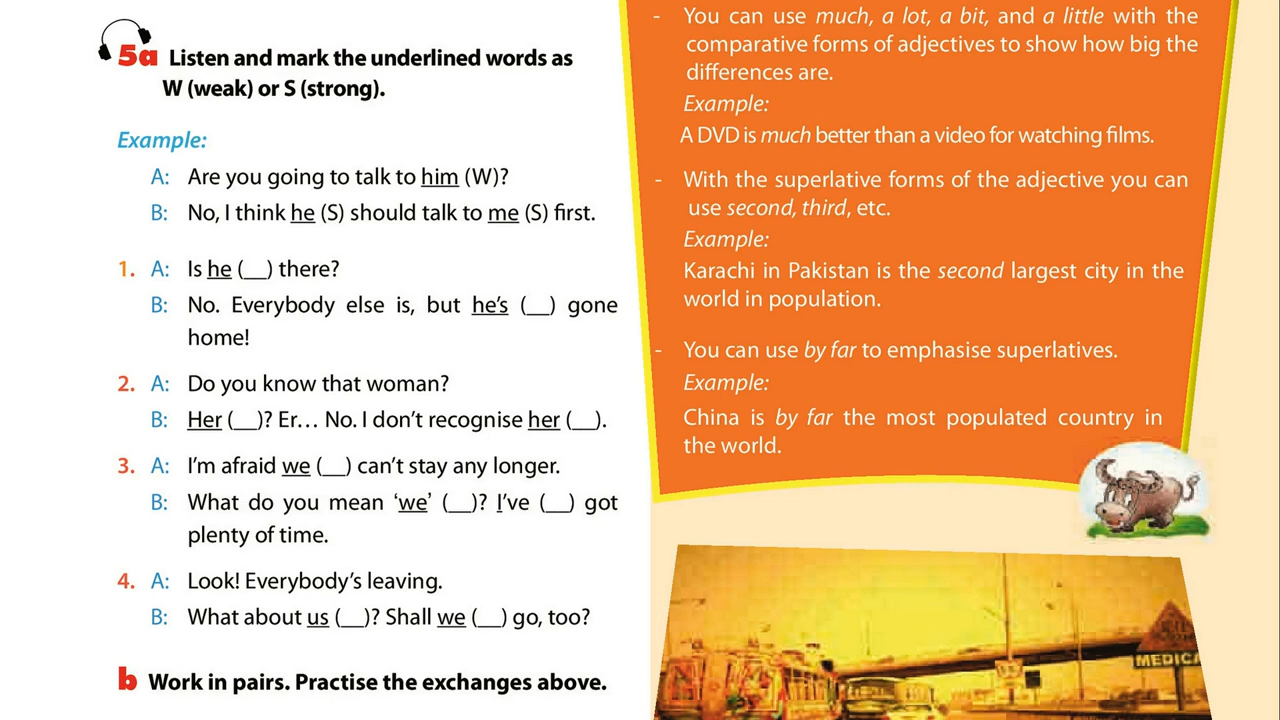 5a Listen and mark the underlined words as
W (weak) or S (strong).
Example:
A: Are you going to talk to him (W)?
B: No, I think he (S) should talk to me (S) first.
1. A: Is he (__) there?
B: No. Everybody else is, but he's (__) gone
home!
2. A: Do you know that woman?
B: Her (__)? Er... No. I don't recognise her (__).
3. A: I'm afraid we (__) can't stay any longer.
B: What do you mean ‘we’ (__)? I've (__) got
plenty of time.
4. A: Look! Everybody's leaving.
B: What about us (__)? Shall we (__) go, too?
b Work in pairs. Practise the exchanges above.
- You can use much, a lot, a bit, and a little with the
comparative forms of adjectives to show how big the
differences are.
Example:
A DVD is much better than a video for watching films.
- With the superlative forms of the adjective you can
use second, third, etc.
Example:
Karachi in Pakistan is the second largest city in the
world in population.
- You can use by far to emphasise superlatives.
Example:
China is by far the most populated country in
the world.
MEDICA